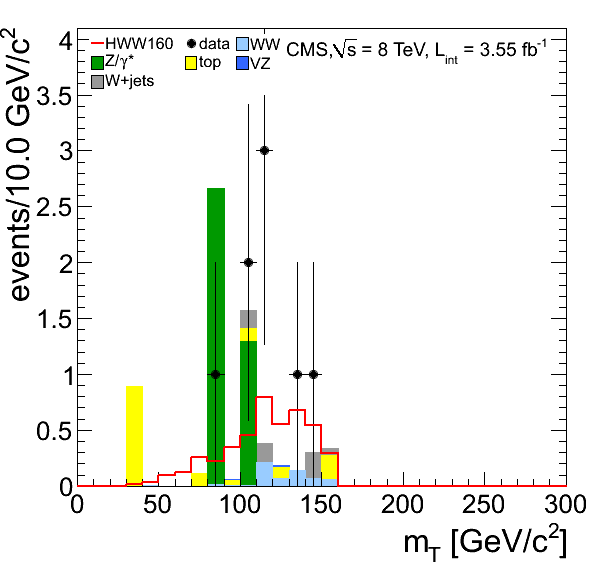 HWW160 data WW
Z/γ* top VZ
W+jets
CMS,√s = 8 TeV, L_int = 3.55 fb⁻¹
events/10.0 GeV/c²
4
3.5
3
2.5
2
1.5
1
0.5
0
0 50 100 150 200 250 300
m_T [GeV/c²]